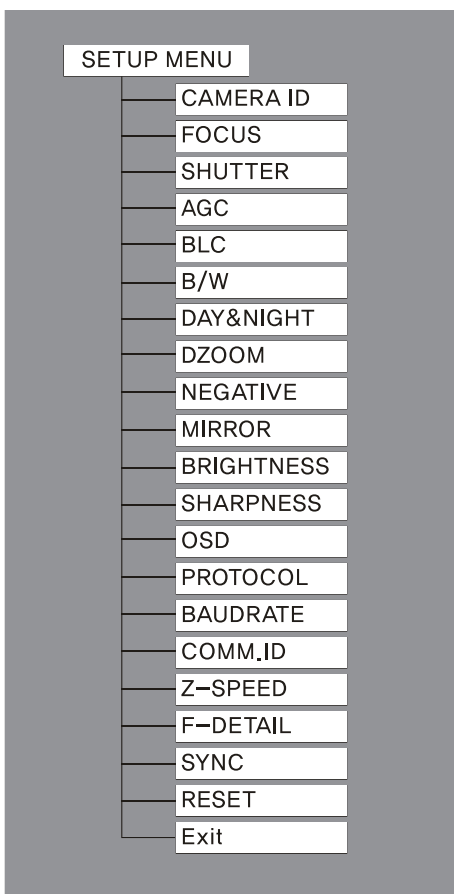 SETUP MENU
CAMERA ID
FOCUS
SHUTTER
AGC
BLC
B/W
DAY&NIGHT
DZOOM
NEGATIVE
MIRROR
BRIGHTNESS
SHARPNESS
OSD
PROTOCOL
BAUDRATE
COMM.ID
Z-SPEED
F-DETAIL
SYNC
RESET
Exit